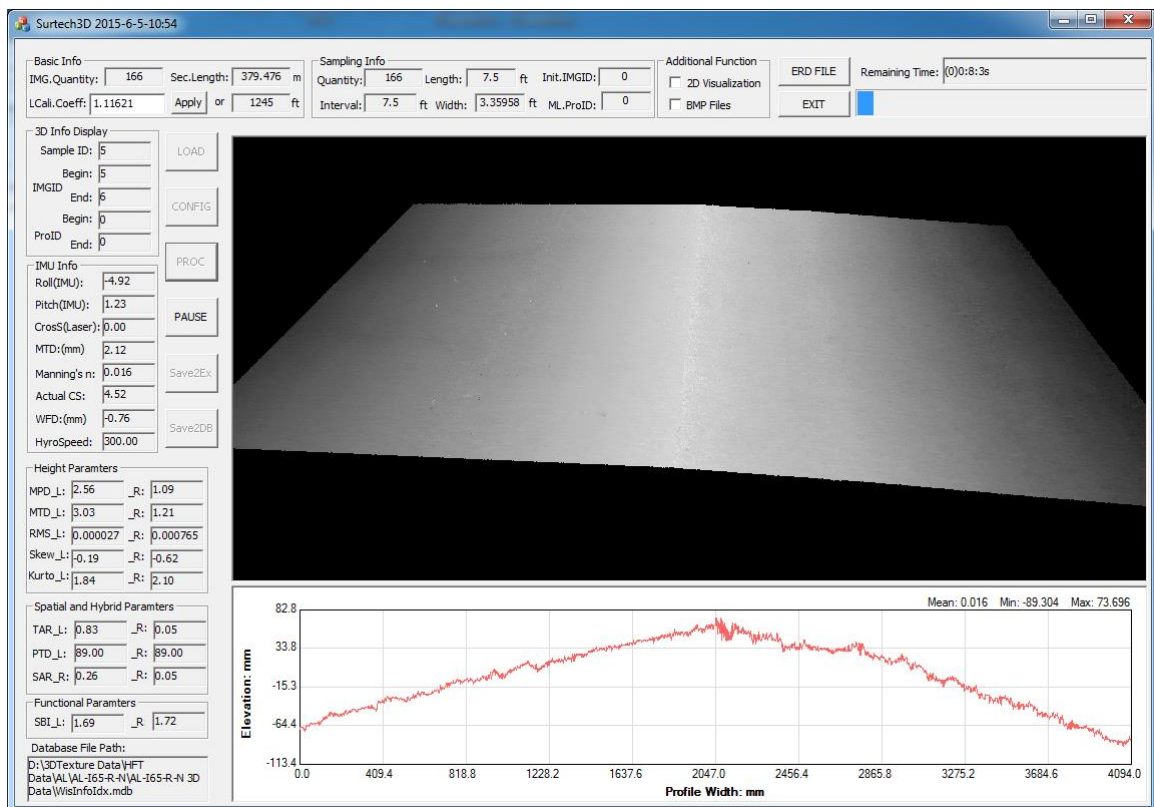 Surtech3D 2015-6-5-10:54
Basic Info
IMG.Quantity: 166 Sec.Length: 379.476 m
LCali.Coeff: 1.11621 Apply or 1245 ft
Sampling Info
Quantity: 166 Length: 7.5 ft Init.IMGID: 0
Interval: 7.5 ft Width: 3.35958 ft ML.ProID: 0
Additional Function
2D Visualization
BMP Files
ERD FILE
EXIT
Remaining Time: (0)0:8:3s
3D Info Display
Sample ID: 5
Begin: 5
IMGID
End: 6
Begin: 0
ProID
End: 0
LOAD
CONFIG
PROC
PAUSE
Save2Ex
Save2DB
IMU Info
Roll(IMU): -4.92
Pitch(IMU): 1.23
CrosS(Laser): 0.00
MTD:(mm) 2.12
Manning's n: 0.016
Actual CS: 4.52
WFD:(mm) -0.76
HyroSpeed: 300.00
Height Paramters
MPD_L: 2.56 _R: 1.09
MTD_L: 3.03 _R: 1.21
RMS_L: 0.000027 _R: 0.000765
Skew_L: -0.19 _R: -0.62
Kurto_L: 1.84 _R: 2.10
Spatial and Hybrid Paramters
TAR_L: 0.83 _R: 0.05
PTD_L: 89.00 _R: 89.00
SAR_R: 0.26 _R: 0.05
Functional Paramters
SBI_L: 1.69 _R 1.72
Database File Path:
D:\3DTexture Data\HFT
Data\AL\AL-I65-R-N\AL-I65-R-N 3D
Data\WisInfoIdx.mdb
Mean: 0.016 Min: -89.304 Max: 73.696
Elevation: mm
82.8
33.8
-15.3
-64.4
-113.4
0.0 409.4 818.8 1228.2 1637.6 2047.0 2456.4 2865.8 3275.2 3684.6 4094.0
Profile Width: mm